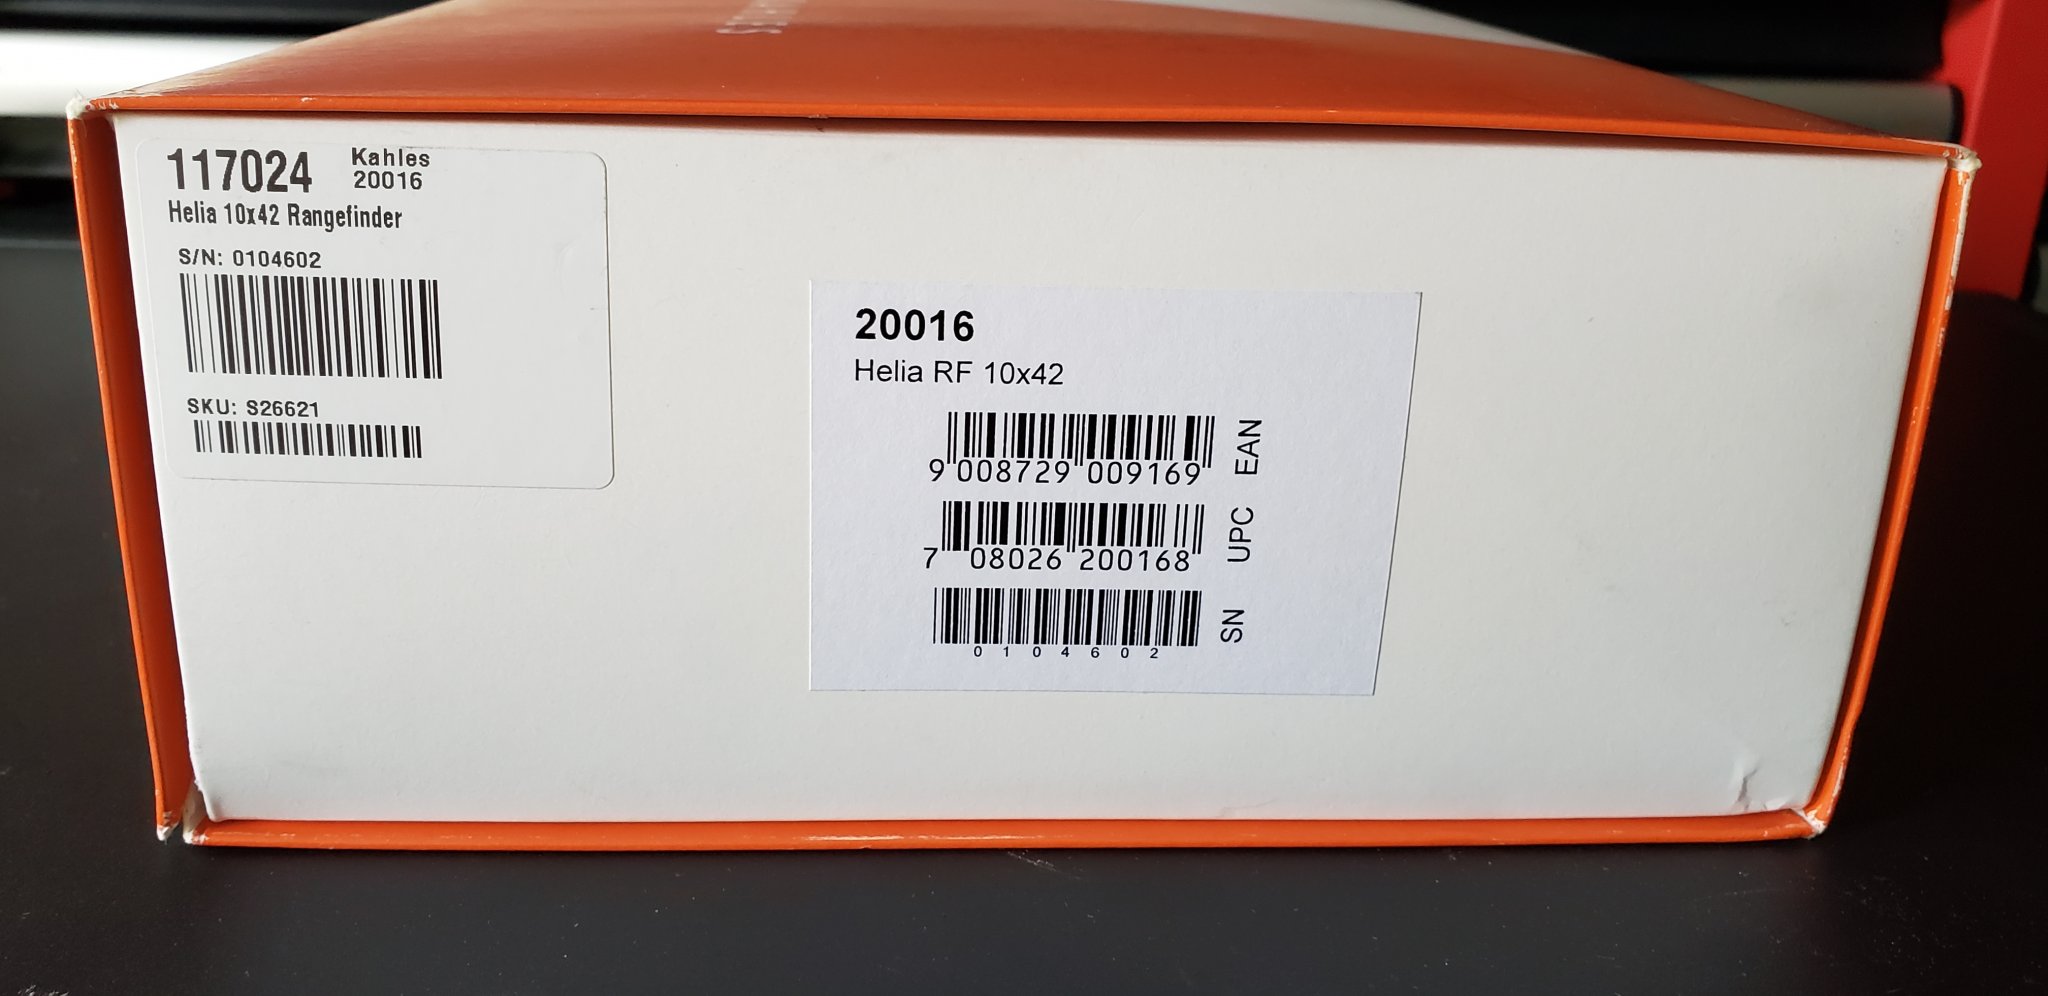 117024
Kahles
20016
Helia 10x42 Rangefinder
S/N: 0104602
SKU: S26621
20016
Helia RF 10x42
9 008729 009169
EAN
7 08026 200168
UPC
0104602
SN